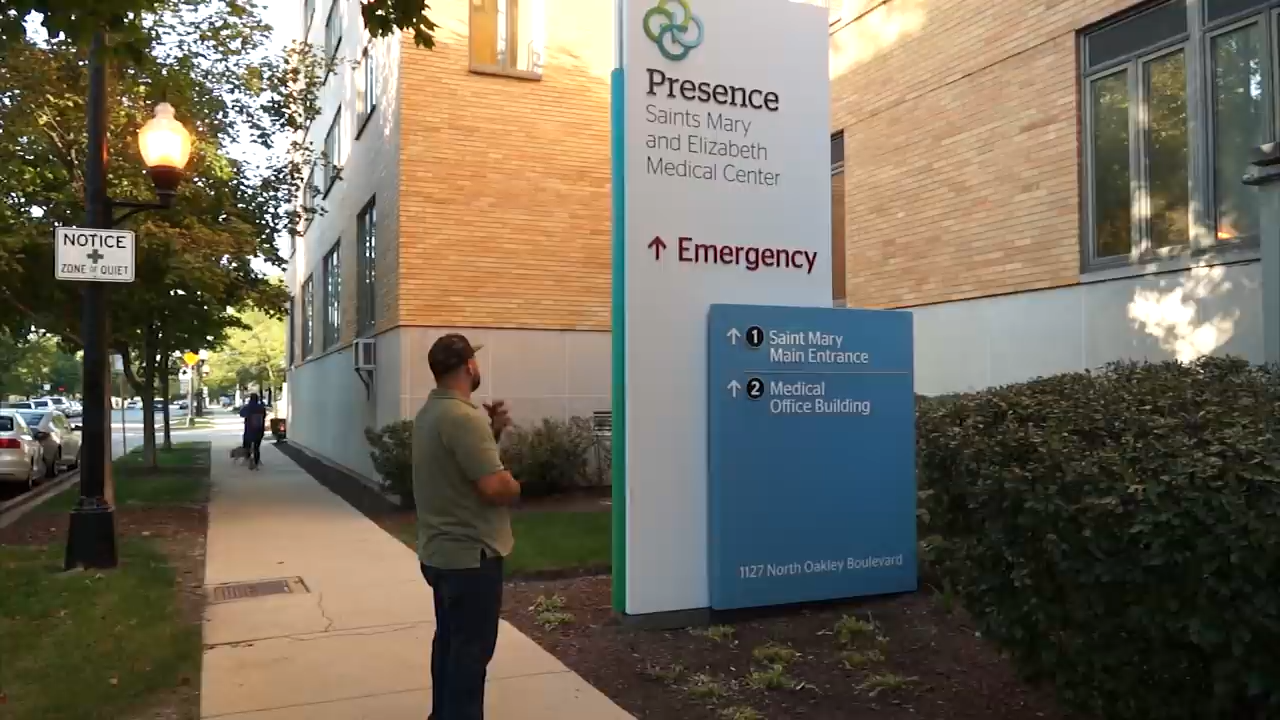 Presence
Saints Mary
and Elizabeth
Medical Center
↑ Emergency
↑ 1 Saint Mary
Main Entrance
↑ 2 Medical
Office Building
1127 North Oakley Boulevard
NOTICE
ZONE OF QUIET